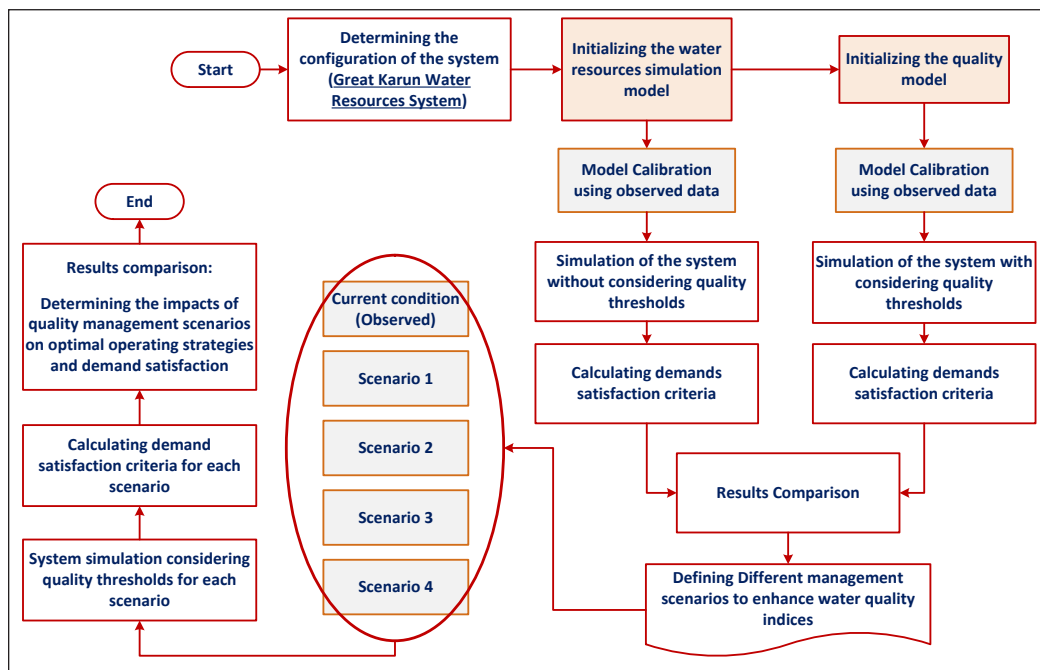 Start
Determining the
configuration of the system
(Great Karun Water
Resources System)
Initializing the water
resources simulation
model
Initializing the quality
model
Model Calibration
using observed data
Model Calibration
using observed data
Simulation of the system
without considering quality
thresholds
Simulation of the system with
considering quality
thresholds
Calculating demands
satisfaction criteria
Calculating demands
satisfaction criteria
Results Comparison
Defining Different management
scenarios to enhance water quality
indices
Current condition
(Observed)
Scenario 1
Scenario 2
Scenario 3
Scenario 4
System simulation considering
quality thresholds for each
scenario
Calculating demand
satisfaction criteria for each
scenario
Results comparison:
Determining the impacts of
quality management scenarios
on optimal operating strategies
and demand satisfaction
End